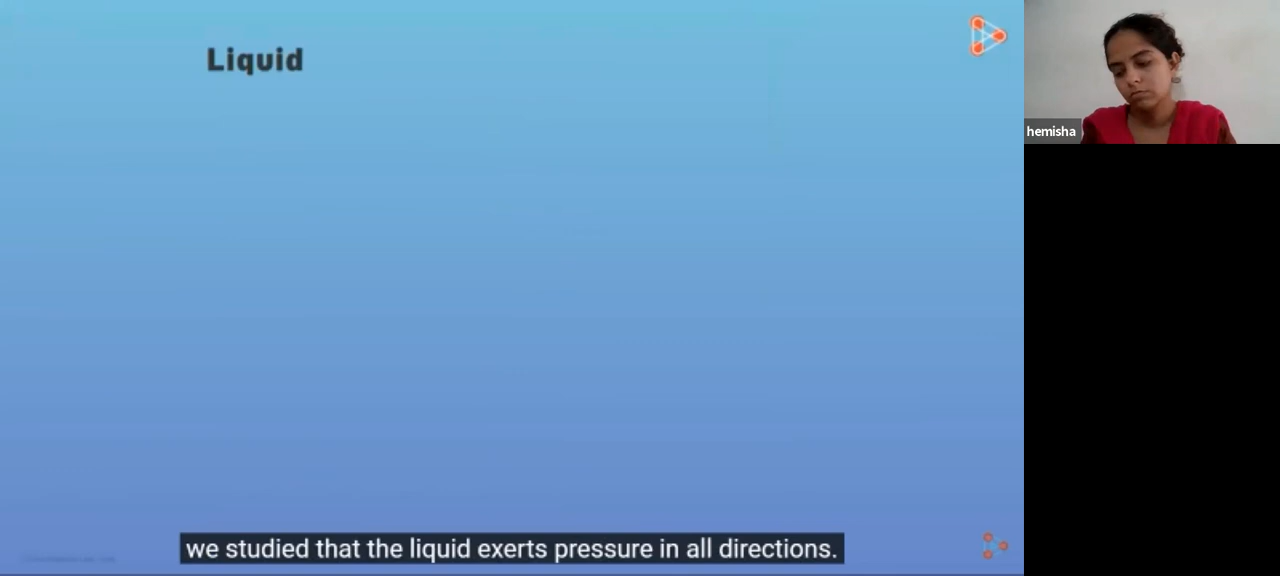 Liquid
hemisha
we studied that the liquid exerts pressure in all directions.